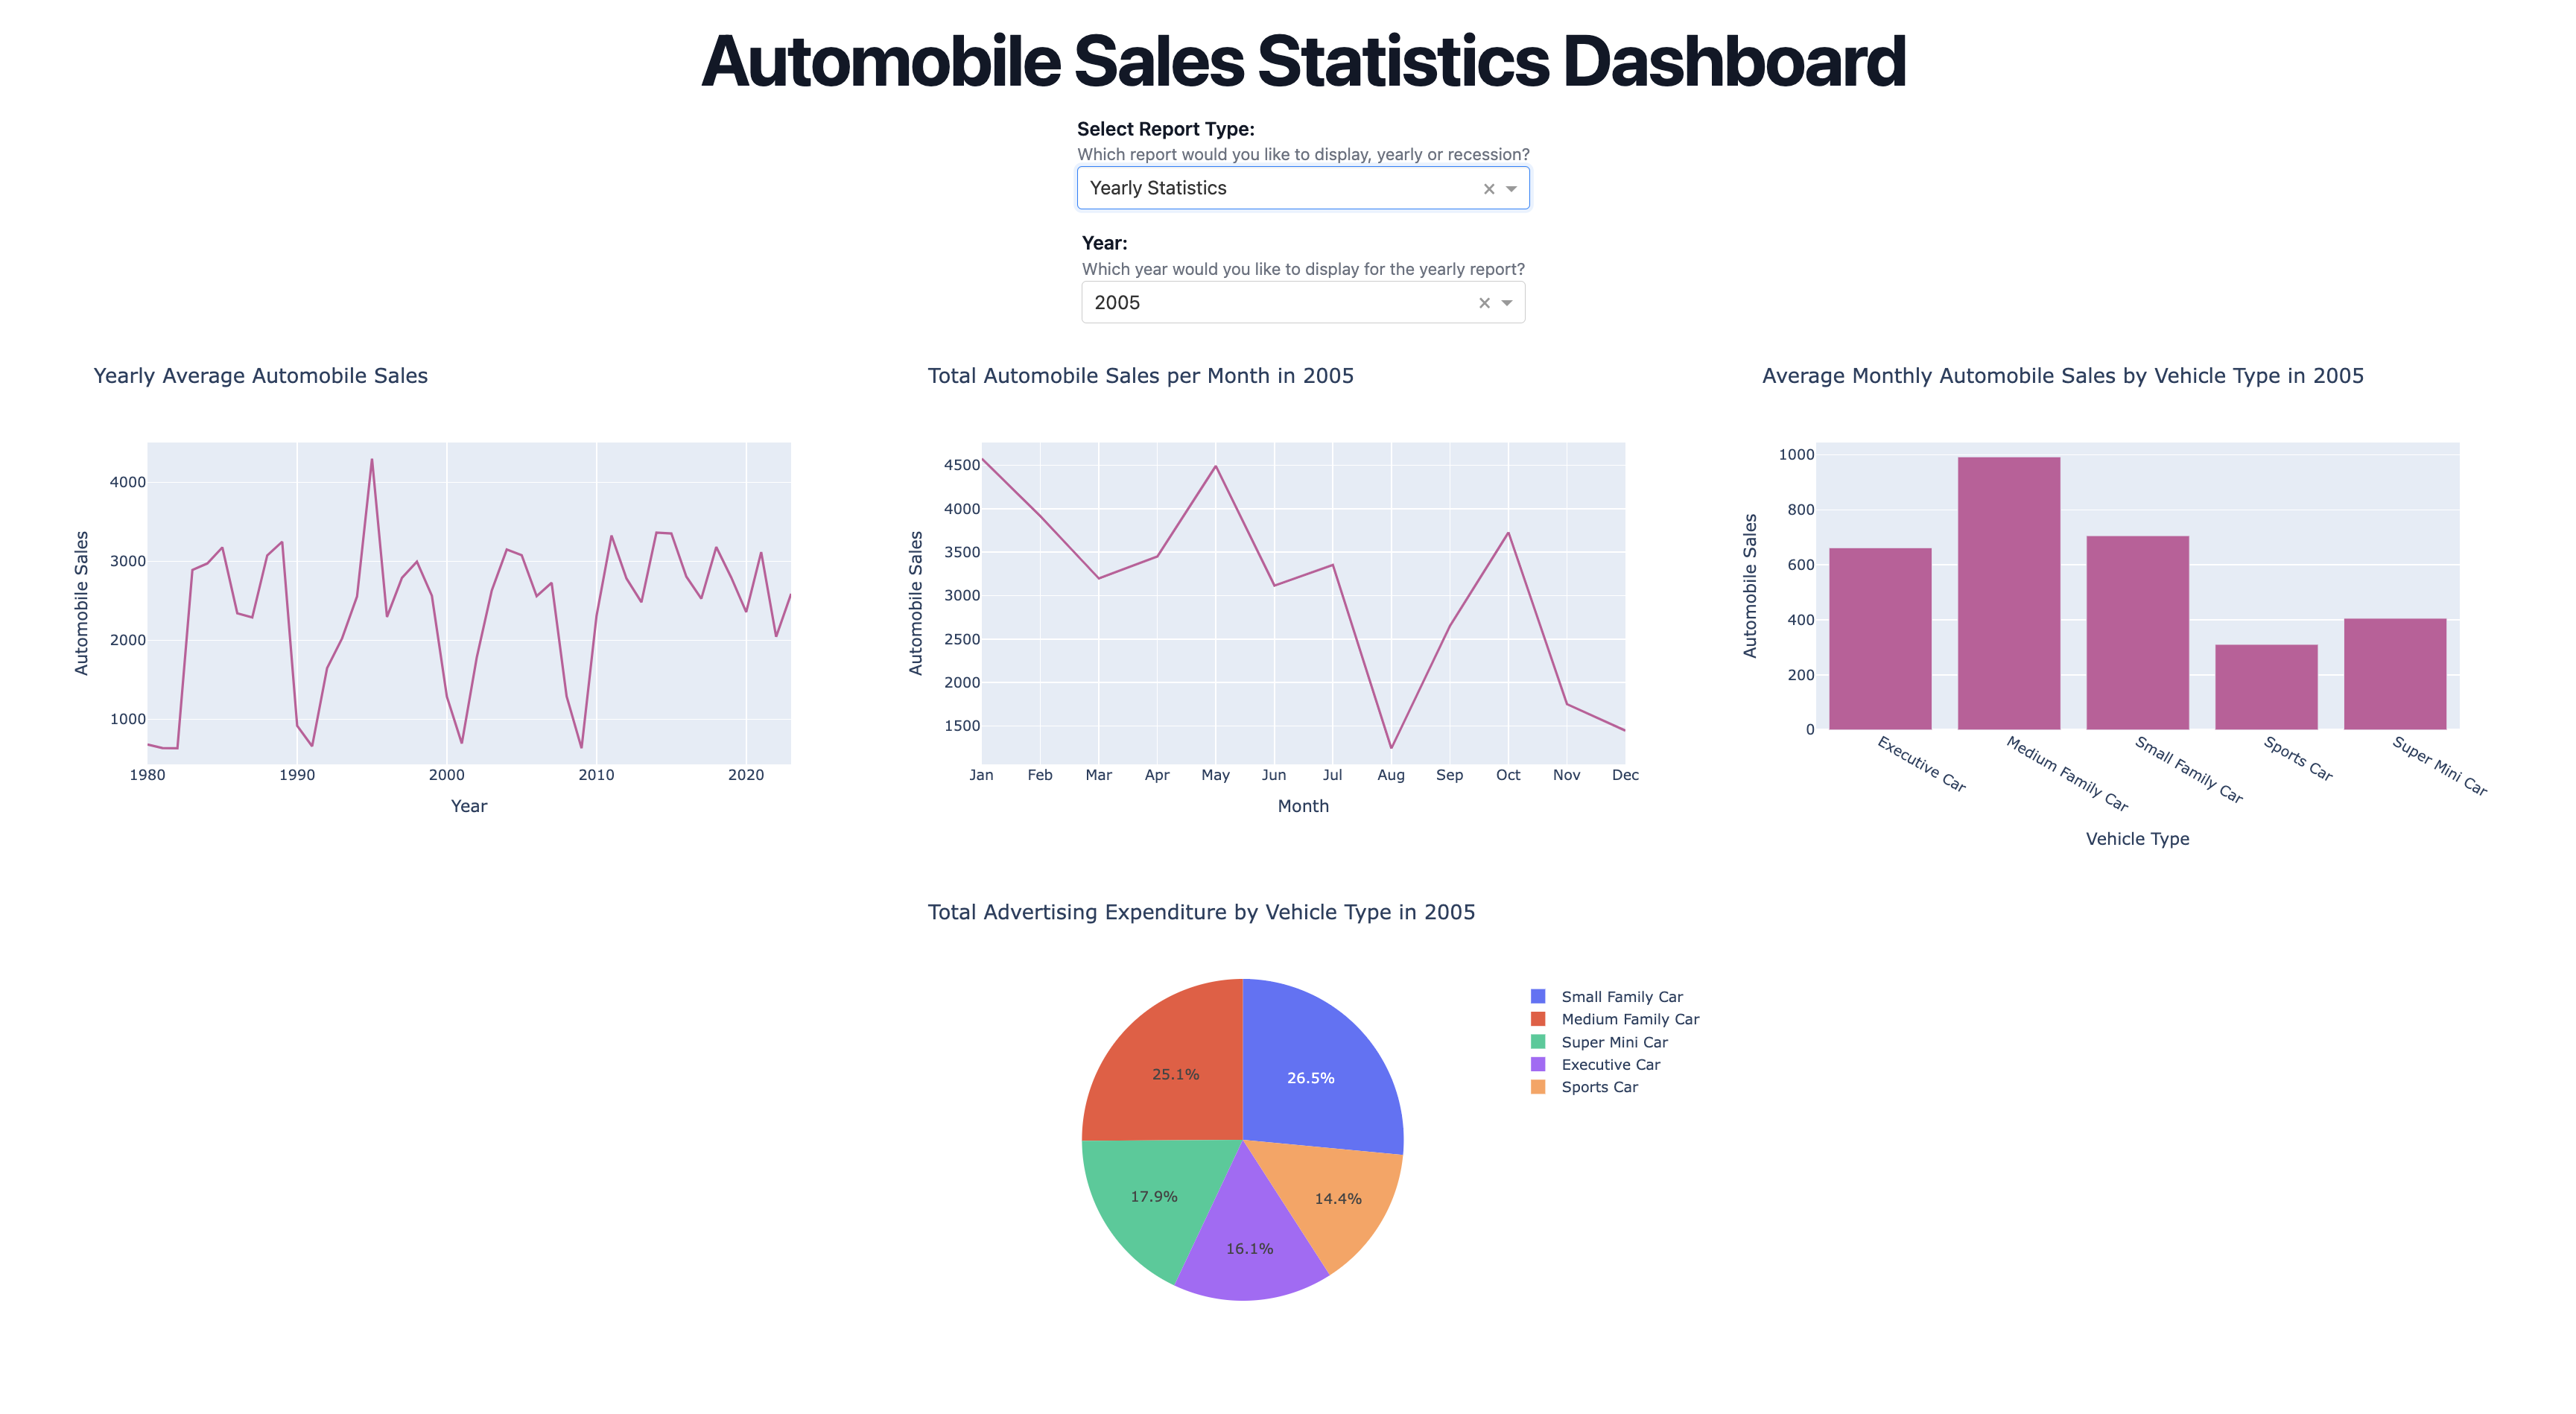 Automobile Sales Statistics Dashboard
Select Report Type:
Which report would you like to display, yearly or recession?
Yearly Statistics
×
Year:
Which year would you like to display for the yearly report?
2005
×
Yearly Average Automobile Sales
Automobile Sales
4000
3000
2000
1000
1980 1990 2000 2010 2020
Year
Total Automobile Sales per Month in 2005
Automobile Sales
4500
4000
3500
3000
2500
2000
1500
Jan Feb Mar Apr May Jun Jul Aug Sep Oct Nov Dec
Month
Average Monthly Automobile Sales by Vehicle Type in 2005
Automobile Sales
1000
800
600
400
200
0
Executive Car
Medium Family Car
Small Family Car
Sports Car
Super Mini Car
Vehicle Type
Total Advertising Expenditure by Vehicle Type in 2005
25.1%
26.5%
17.9%
14.4%
16.1%
Small Family Car
Medium Family Car
Super Mini Car
Executive Car
Sports Car